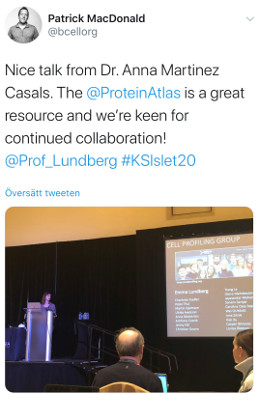 Patrick MacDonald
@bcellorg
Nice talk from Dr. Anna Martinez
Casals. The @ProteinAtlas is a great
resource and we're keen for
continued collaboration!
@Prof_Lundberg #KSIslet20
Översätt tweeten
CELL PROFILING GROUP
Emma Lundberg